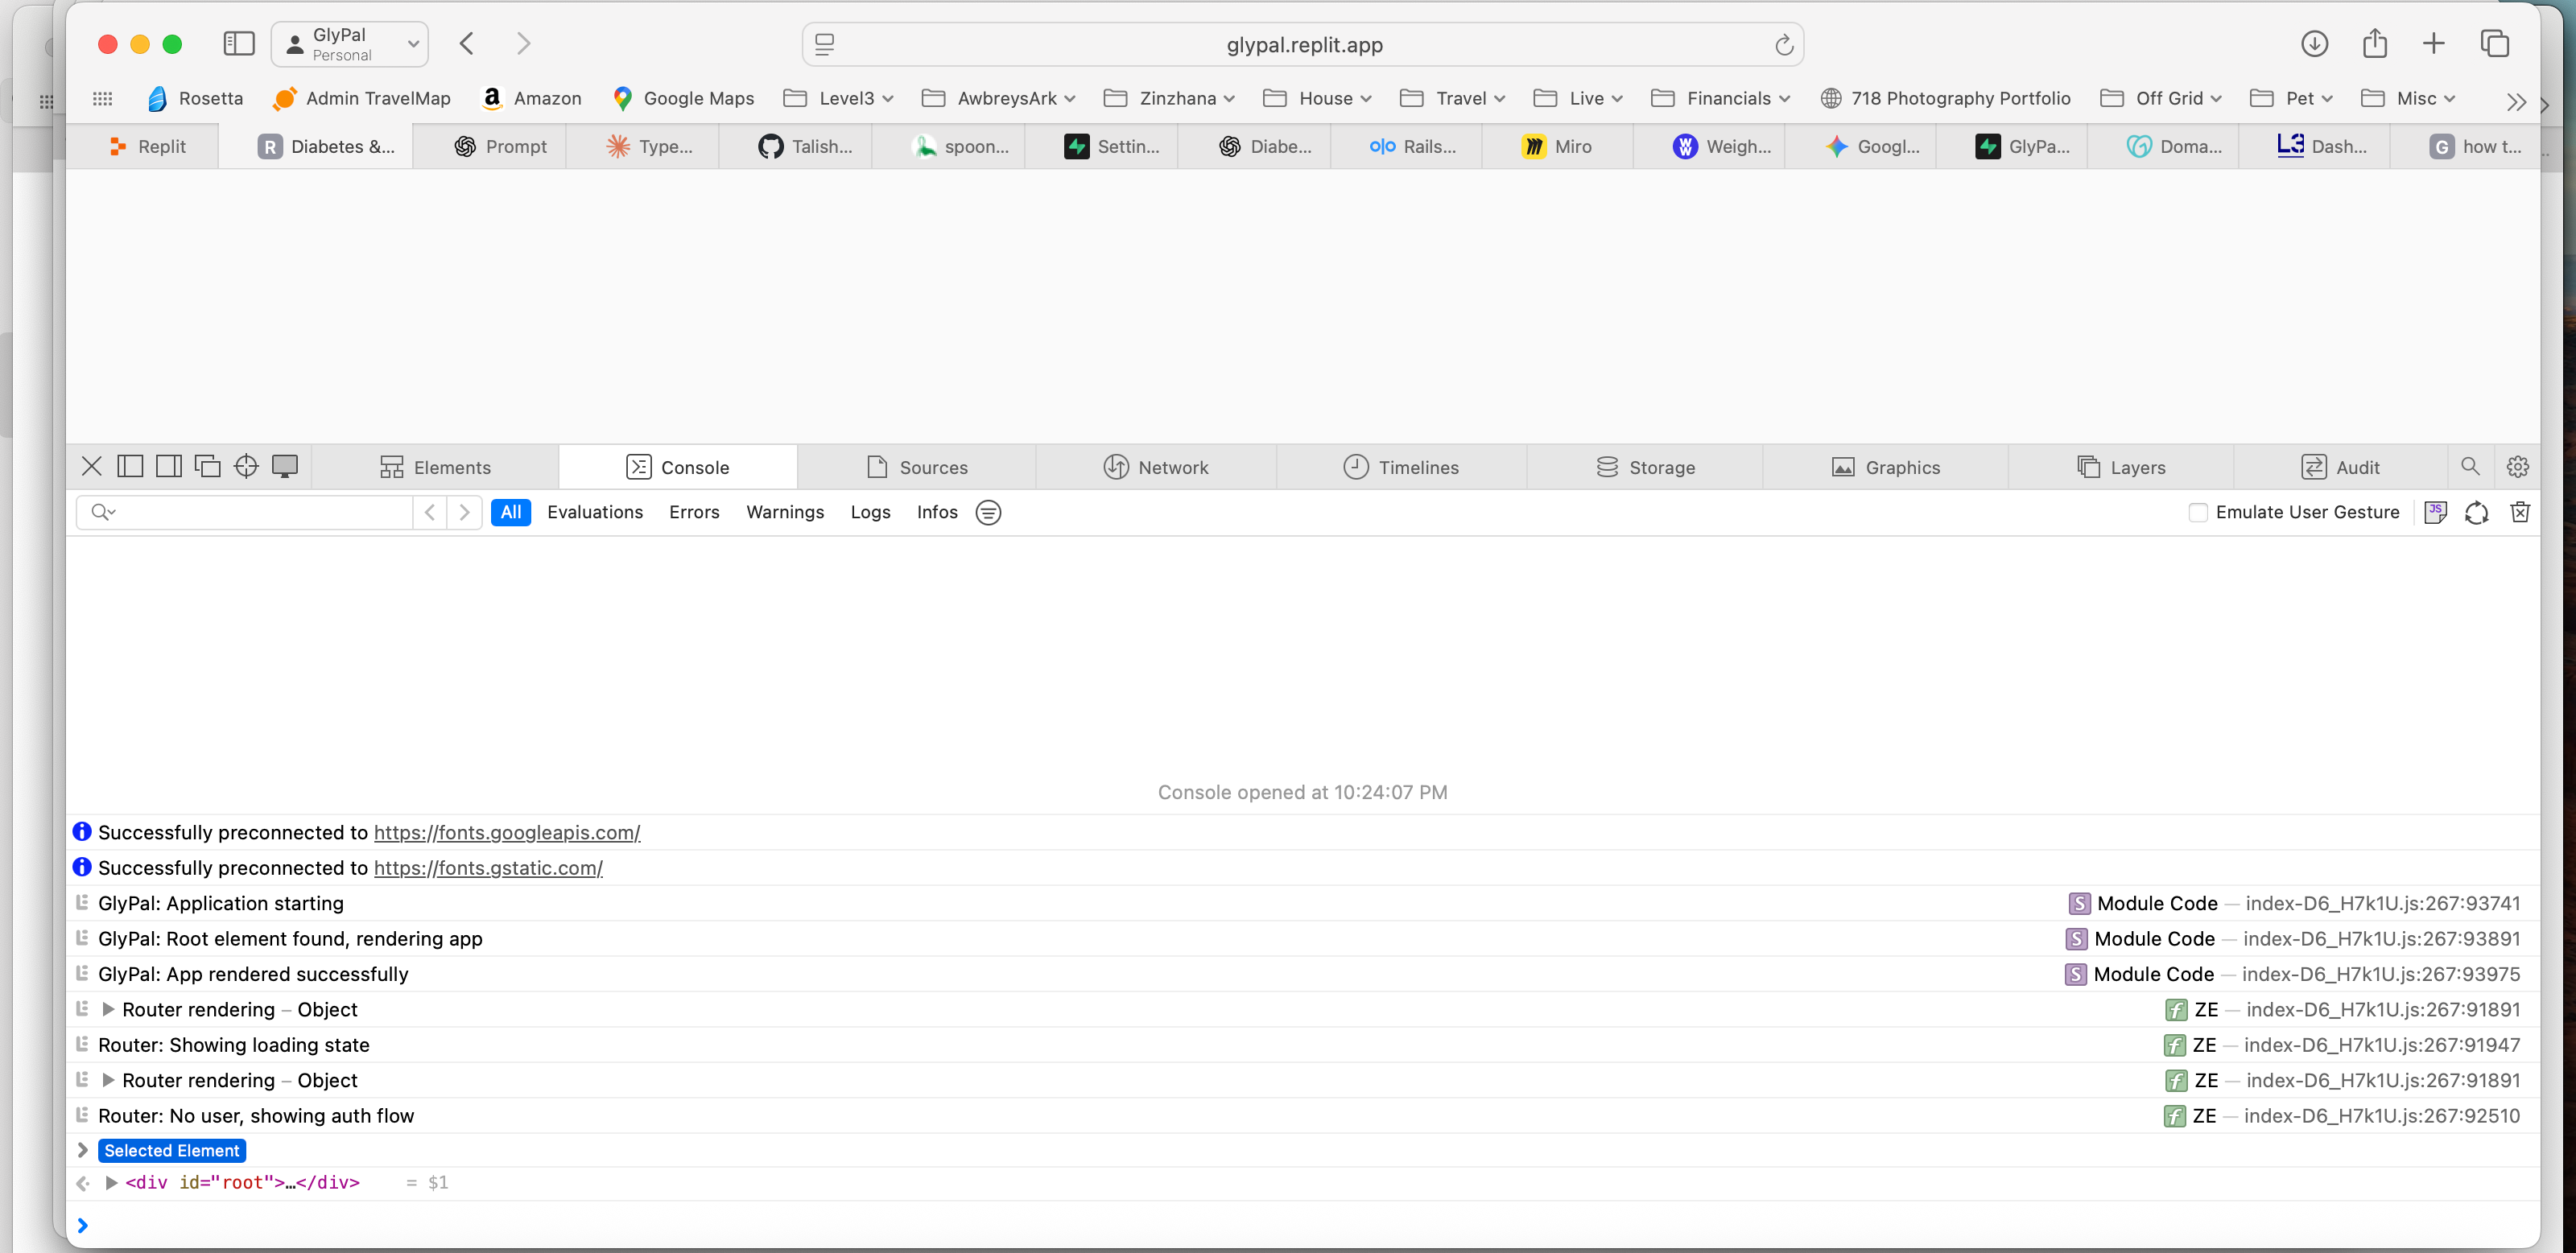 GlyPal
Personal
glypal.replit.app
Rosetta Admin TravelMap Amazon Google Maps Level3 AwbreysArk Zinzhana House Travel Live Financials 718 Photography Portfolio Off Grid Pet Misc
Replit Diabetes &... Prompt Type... Talish... spoon... Settin... Diabe... Rails... Miro Weigh... Googl... GlyPa... Doma... Dash... how t...
Elements Console Sources Network Timelines Storage Graphics Layers Audit
All Evaluations Errors Warnings Logs Infos Emulate User Gesture
Console opened at 10:24:07 PM
Successfully preconnected to https://fonts.googleapis.com/
Successfully preconnected to https://fonts.gstatic.com/
GlyPal: Application starting S Module Code — index-D6_H7k1U.js:267:93741
GlyPal: Root element found, rendering app S Module Code — index-D6_H7k1U.js:267:93891
GlyPal: App rendered successfully S Module Code — index-D6_H7k1U.js:267:93975
Router rendering – Object f ZE — index-D6_H7k1U.js:267:91891
Router: Showing loading state f ZE — index-D6_H7k1U.js:267:91947
Router rendering – Object f ZE — index-D6_H7k1U.js:267:91891
Router: No user, showing auth flow f ZE — index-D6_H7k1U.js:267:92510
Selected Element
<div id="root">…</div> = $1